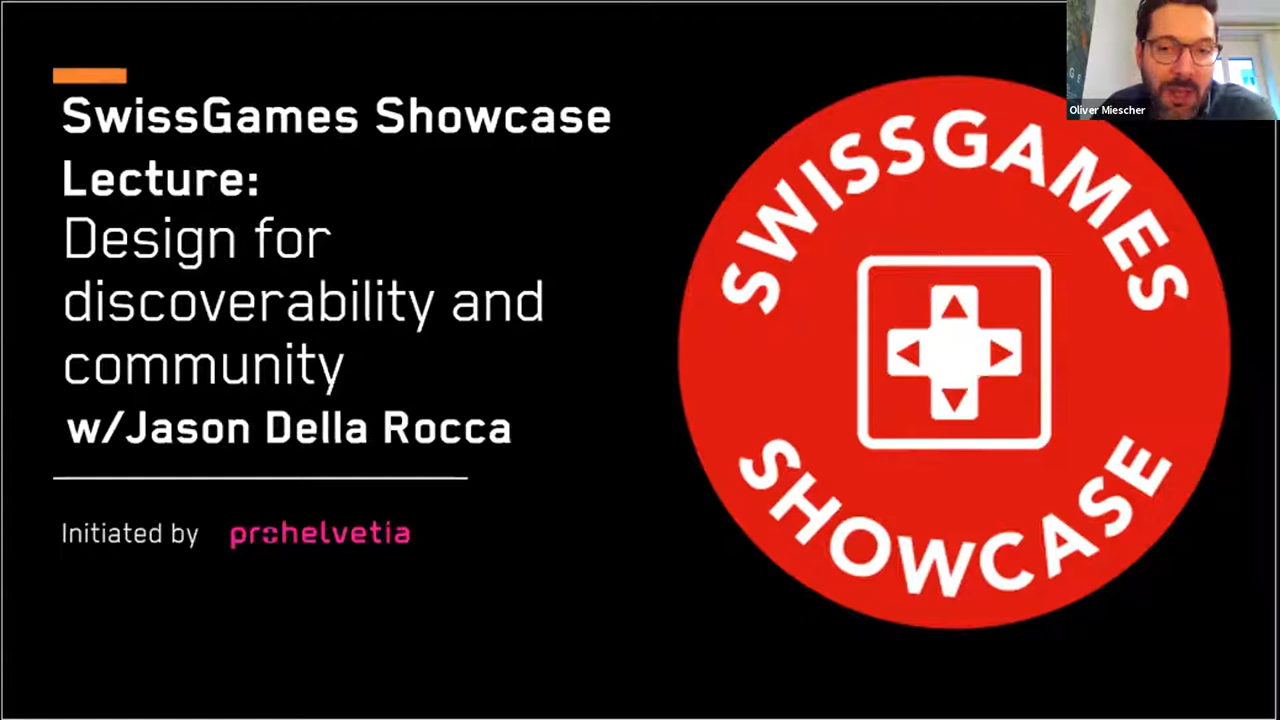 SwissGames Showcase
Lecture:
Design for
discoverability and
community
w/Jason Della Rocca
Initiated by prohelvetia
SWISSGAMES
SHOWCASE
Oliver Miescher